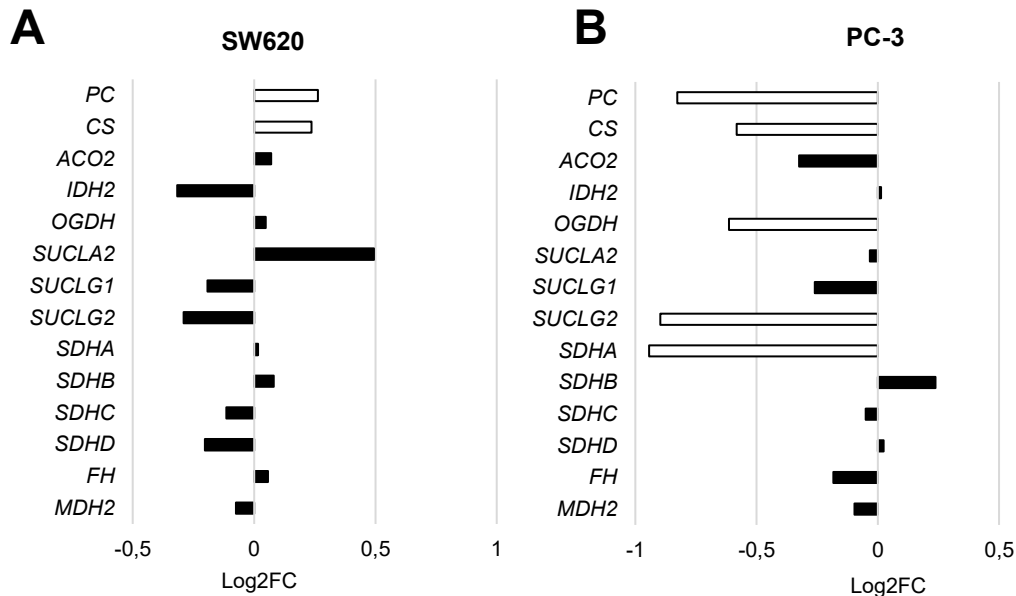 A
SW620
PC
CS
ACO2
IDH2
OGDH
SUCLA2
SUCLG1
SUCLG2
SDHA
SDHB
SDHC
SDHD
FH
MDH2
-0,5 0 0,5 1
Log2FC
B
PC-3
PC
CS
ACO2
IDH2
OGDH
SUCLA2
SUCLG1
SUCLG2
SDHA
SDHB
SDHC
SDHD
FH
MDH2
-1 -0,5 0 0,5
Log2FC